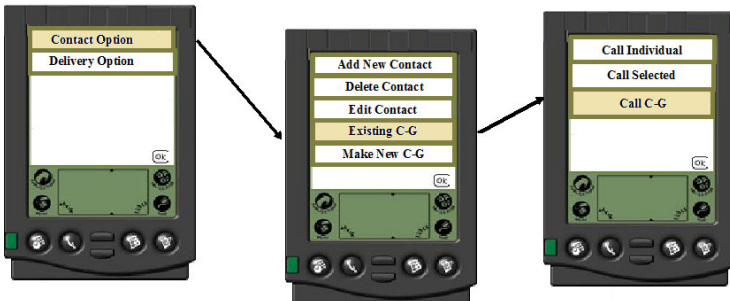 Contact Option
Delivery Option
Ok
Add New Contact
Delete Contact
Edit Contact
Existing C-G
Make New C-G
Ok
Call Individual
Call Selected
Call C-G
Ok